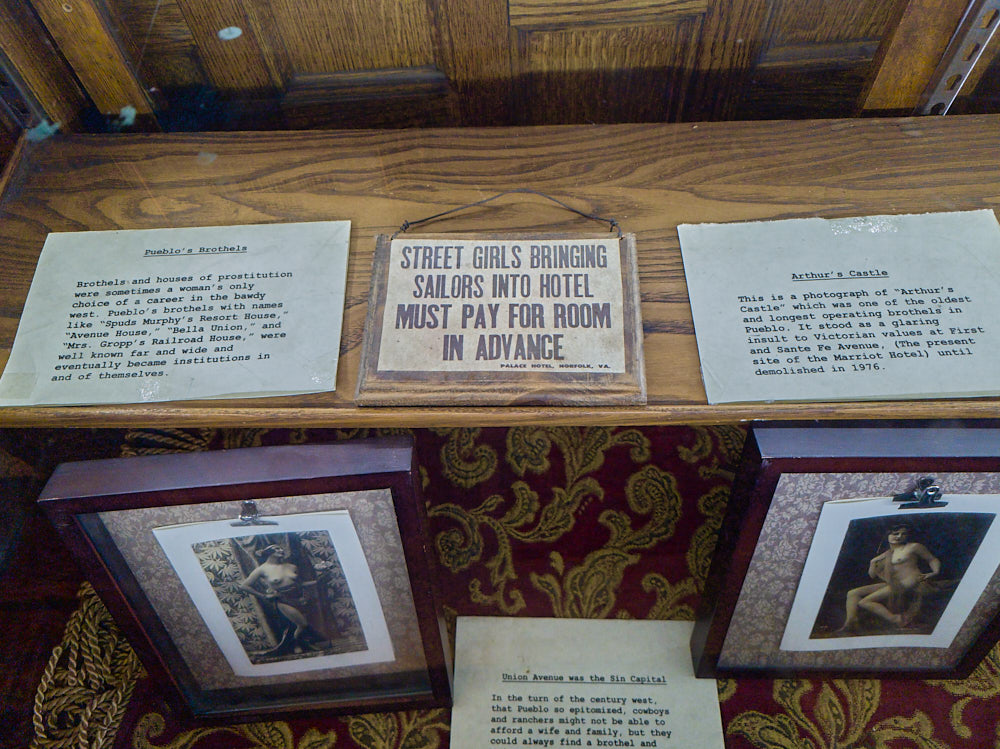 Pueblo's Brothels
Brothels and houses of prostitution
were sometimes a woman's only
choice of a career in the bawdy
west. Pueblo's brothels with names
like "Spuds Murphy's Resort House,"
"Avenue House," "Bella Union," and
"Mrs. Gropp's Railroad House," were
well known far and wide and
eventually became institutions in
and of themselves.
STREET GIRLS BRINGING
SAILORS INTO HOTEL
MUST PAY FOR ROOM
IN ADVANCE
PALACE HOTEL, NORFOLK, VA.
Arthur's Castle
This is a photograph of "Arthur's
Castle" which was one of the oldest
and longest operating brothels in
Pueblo. It stood as a glaring
insult to Victorian values at First
and Sante Fe Avenue, (The present
site of the Marriot Hotel) until
demolished in 1976.
Union Avenue was the Sin Capital
In the turn of the century west,
that Pueblo so epitomized, cowboys
and ranchers might not be able to
afford a wife and family, but they
could always find a brothel and